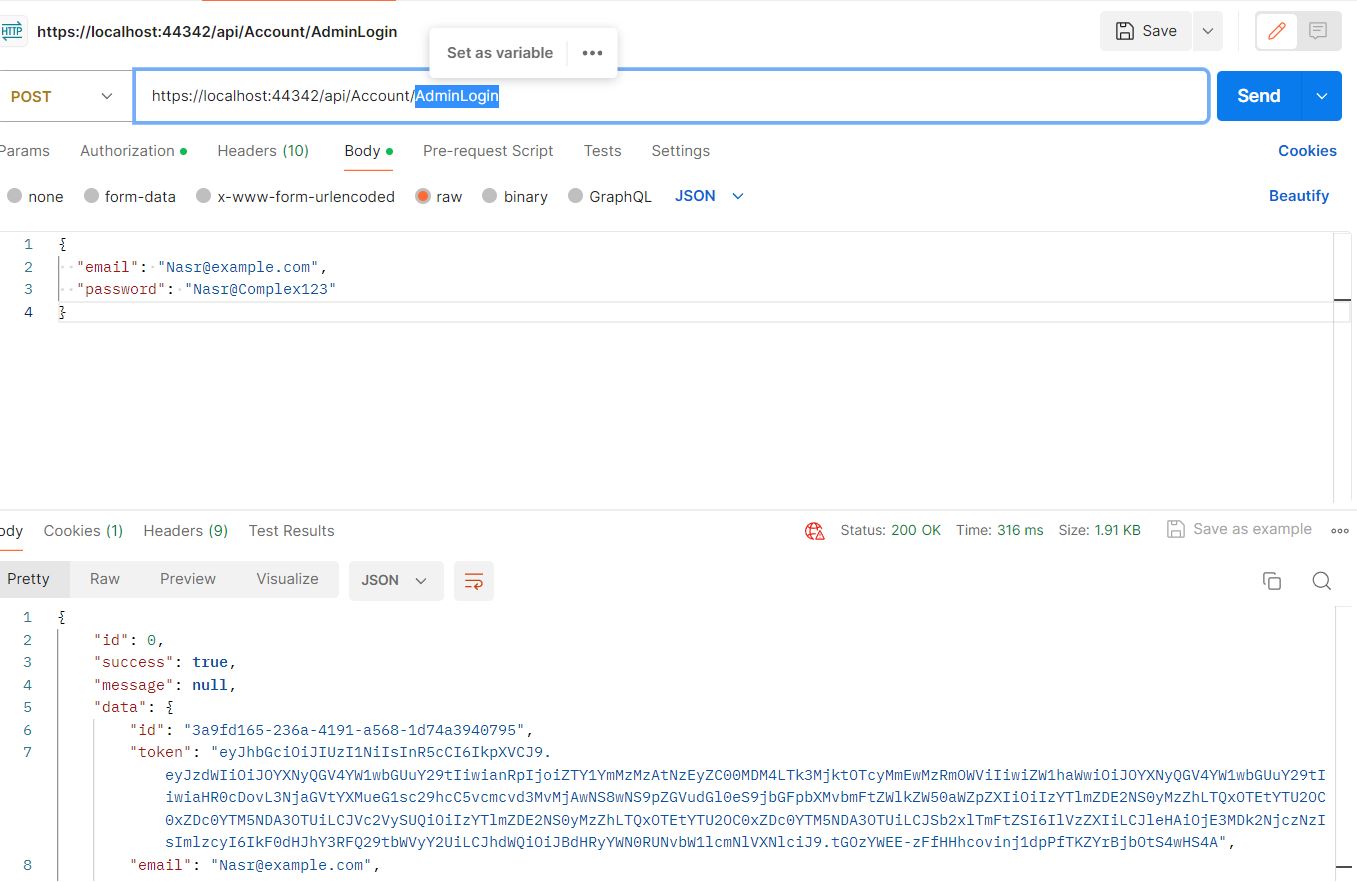 HTTP https://localhost:44342/api/Account/AdminLogin
Set as variable
Save
POST
https://localhost:44342/api/Account/AdminLogin
Send
Params Authorization Headers (10) Body Pre-request Script Tests Settings Cookies
none form-data x-www-form-urlencoded raw binary GraphQL JSON Beautify
1 {
2 "email": "Nasr@example.com",
3 "password": "Nasr@Complex123"
4 }
ody Cookies (1) Headers (9) Test Results Status: 200 OK Time: 316 ms Size: 1.91 KB Save as example
Pretty Raw Preview Visualize JSON
1 {
2 "id": 0,
3 "success": true,
4 "message": null,
5 "data": {
6 "id": "3a9fd165-236a-4191-a568-1d74a3940795",
7 "token": "eyJhbGciOiJIUzI1NiIsInR5cCI6IkpXVCJ9.
eyJzdWIiOiJOYXNyQGV4YW1wbGUuY29tIiwianRpIjoiZTY1YmMzMzAtNzEyZC00MDM4LTk3MjktOTcyMmEwMzRmOWViIiwiZW1haWwiOiJOYXNyQGV4YW1wbGUuY29tI
iwiaHR0cDovL3NjaGVtYXMueG1sc29hcC5vcmcvd3MvMjAwNS8wNS9pZGVudGl0eS9jbGFpbXMvbmFtZWlkZW50aWZpZXIiOiIzYTlmZDE2NS0yMzZhLTQxOTEtYTU2OC
0xZDc0YTM5NDA3OTUiLCJVc2VySUQiOiIzYTlmZDE2NS0yMzZhLTQxOTEtYTU2OC0xZDc0YTM5NDA3OTUiLCJSb2xlTmFtZSI6IlVzZXIiLCJleHAiOjE3MDk2NjczNzI
sImlzcyI6IkF0dHJhY3RFQ29tbWVyY2UiLCJhdWQiOiJBdHRyYWN0RUNvbW1lcmNlVXNlciJ9.tGOzYWEE-zFfHHhcovinj1dpPfTKZYrBjbOtS4wHS4A",
8 "email": "Nasr@example.com",